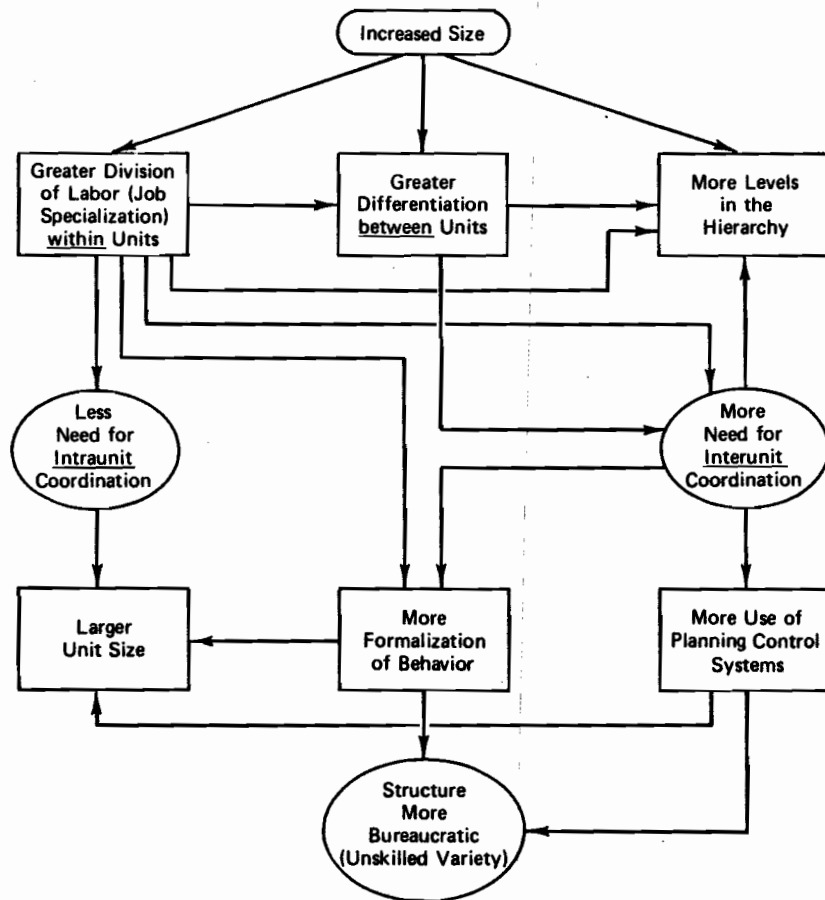 Increased Size
Greater Division
of Labor (Job
Specialization)
within Units
Greater
Differentiation
between Units
More Levels
in the
Hierarchy
Less
Need for
Intraunit
Coordination
More
Need for
Interunit
Coordination
Larger
Unit Size
More
Formalization
of Behavior
More Use of
Planning Control
Systems
Structure
More
Bureaucratic
(Unskilled Variety)